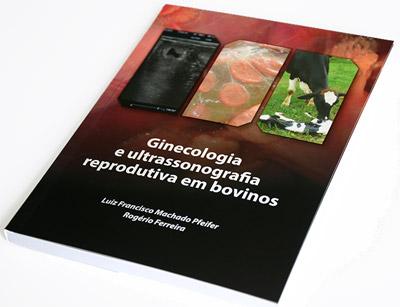 Ginecologia
e ultrassonografia
reprodutiva em bovinos
Luiz Francisco Machado Pfeifer
Rogério Ferreira